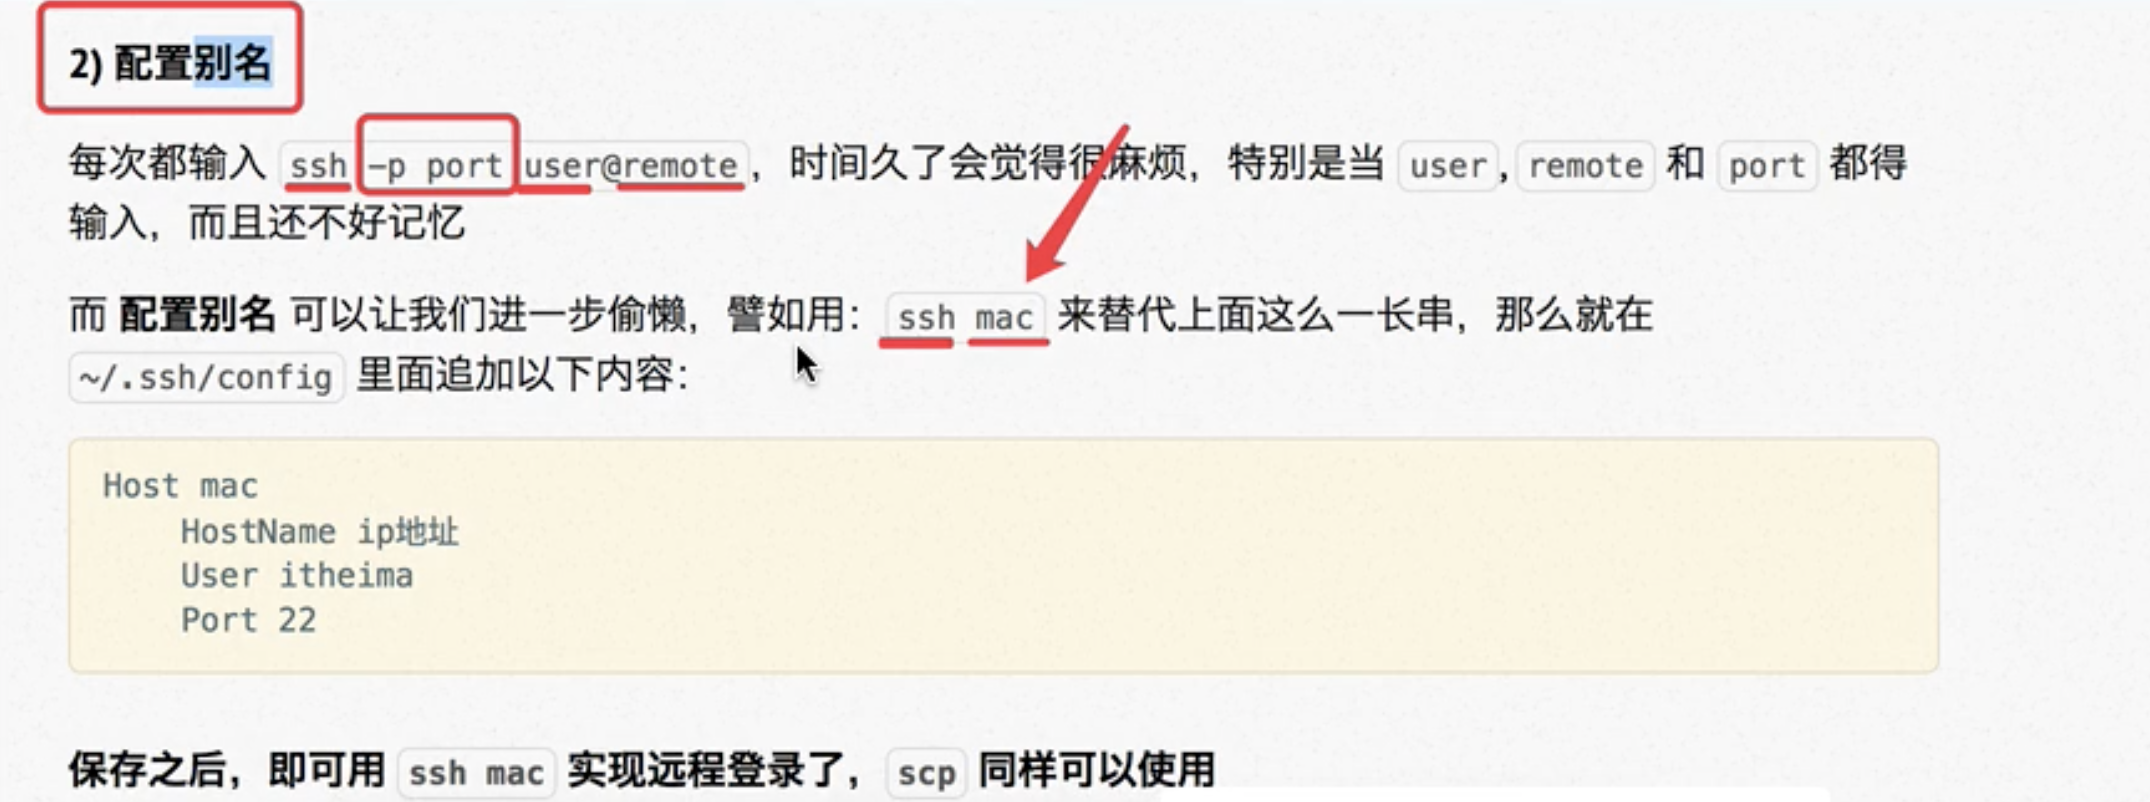 2) 配置别名
每次都输入 ssh -p port user@remote，时间久了会觉得很麻烦，特别是当 user, remote 和 port 都得
输入，而且还不好记忆
而 配置别名 可以让我们进一步偷懒，譬如用： ssh mac 来替代上面这么一长串，那么就在
~/.ssh/config 里面追加以下内容：
Host mac
HostName ip地址
User itheima
Port 22
保存之后，即可用 ssh mac 实现远程登录了， scp 同样可以使用